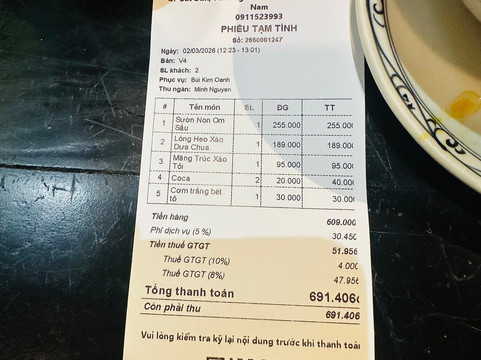 Nam
0911523993
PHIẾU TẠM TÍNH
Số: 2660001247
Ngày: 02/03/2026 (12:23 - 13:01)
Bàn: V4
SL khách: 2
Phục vụ: Bùi Kim Oanh
Thu ngân: Minh Nguyen
# Tên món SL ĐG TT
1 Sườn Non Om Sấu 1 255.000 255.000
2 Lòng Heo Xào Dưa Chua 1 189.000 189.000
3 Măng Trúc Xào Tỏi 1 95.000 95.000
4 Coca 2 20.000 40.000
5 Cơm trắng bét tô 1 30.000 30.000
Tiền hàng 609.000
Phí dịch vụ (5 %) 30.450
Tiền thuế GTGT 51.956
Thuế GTGT (10%) 4.000
Thuế GTGT (8%) 47.956
Tổng thanh toán 691.406
Còn phải thu 691.406
Vui lòng kiểm tra kỹ lại nội dung trước khi thanh toán